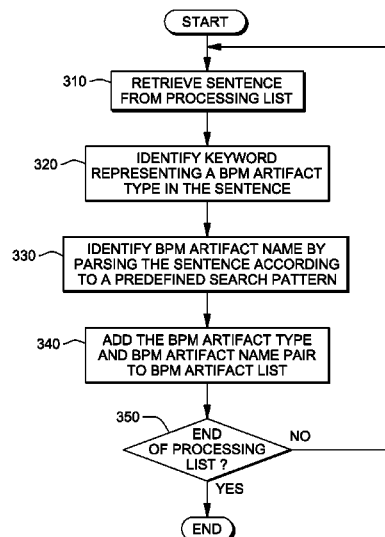 START
310
RETRIEVE SENTENCE
FROM PROCESSING LIST
320
IDENTIFY KEYWORD
REPRESENTING A BPM ARTIFACT
TYPE IN THE SENTENCE
330
IDENTIFY BPM ARTIFACT NAME BY
PARSING THE SENTENCE ACCORDING
TO A PREDEFINED SEARCH PATTERN
340
ADD THE BPM ARTIFACT TYPE
AND BPM ARTIFACT NAME PAIR
TO BPM ARTIFACT LIST
350
END
OF PROCESSING
LIST ?
NO
YES
END